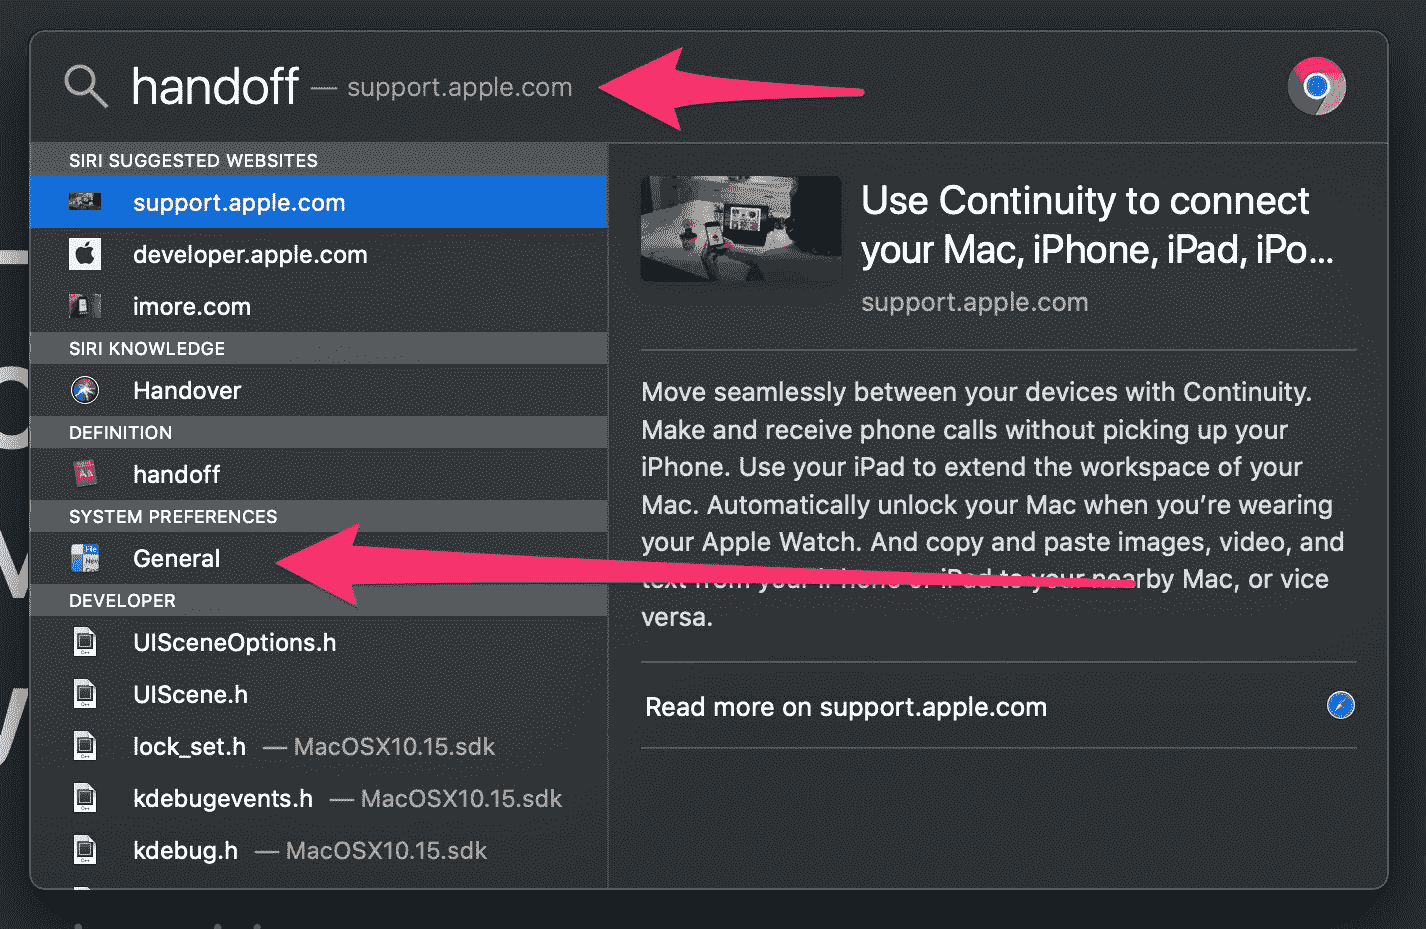 handoff — support.apple.com
SIRI SUGGESTED WEBSITES
support.apple.com
developer.apple.com
imore.com
SIRI KNOWLEDGE
Handover
DEFINITION
handoff
SYSTEM PREFERENCES
General
DEVELOPER
UISceneOptions.h
UIScene.h
lock_set.h — MacOSX10.15.sdk
kdebugevents.h — MacOSX10.15.sdk
kdebug.h — MacOSX10.15.sdk
Use Continuity to connect
your Mac, iPhone, iPad, iPo...
support.apple.com
Move seamlessly between your devices with Continuity.
Make and receive phone calls without picking up your
iPhone. Use your iPad to extend the workspace of your
Mac. Automatically unlock your Mac when you’re wearing
your Apple Watch. And copy and paste images, video, and
text from your iPhone or iPad to your nearby Mac, or vice
versa.
Read more on support.apple.com